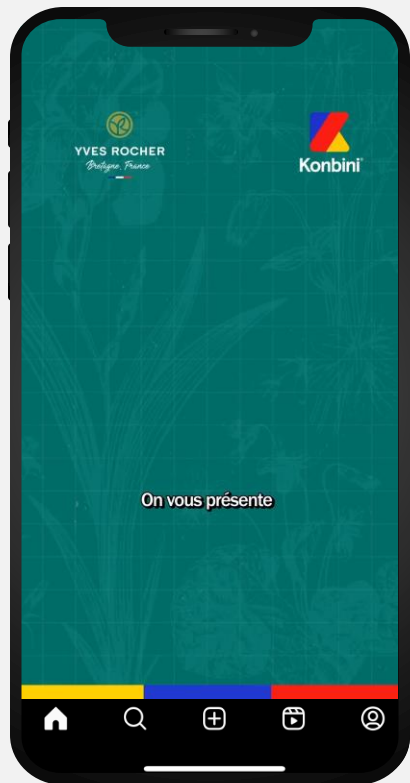 YVES ROCHER
Bretagne, France
Konbini
On vous présente